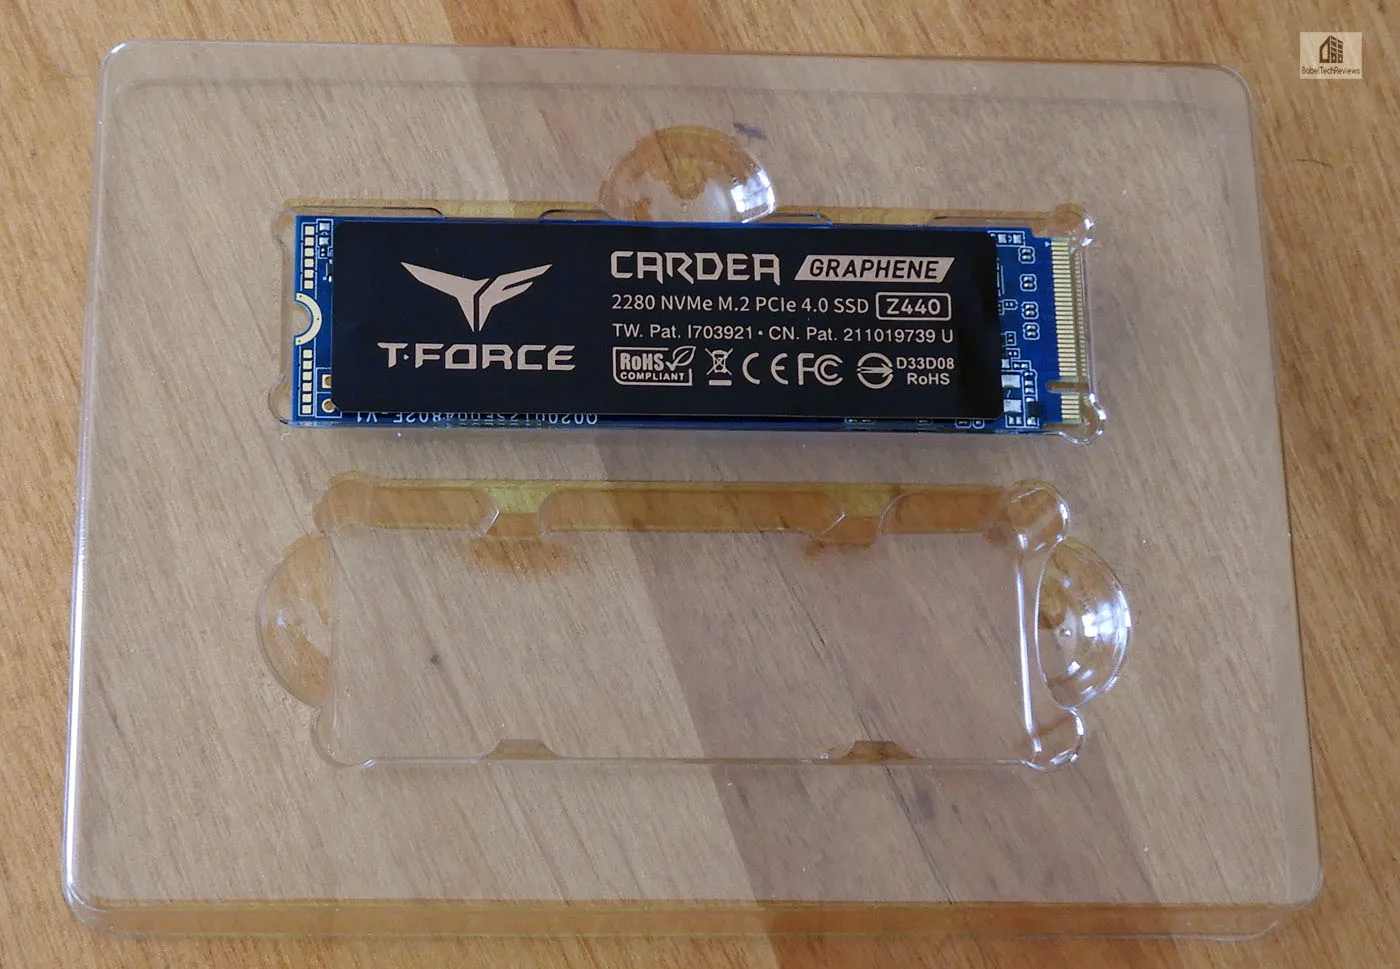 BabelTechReviews
CARDEA GRAPHENE
2280 NVMe M.2 PCIe 4.0 SSD Z440
TW. Pat. I703921 • CN. Pat. 211019739 U
T·FORCE
RoHS
COMPLIANT
CE FC
D33D08
RoHS